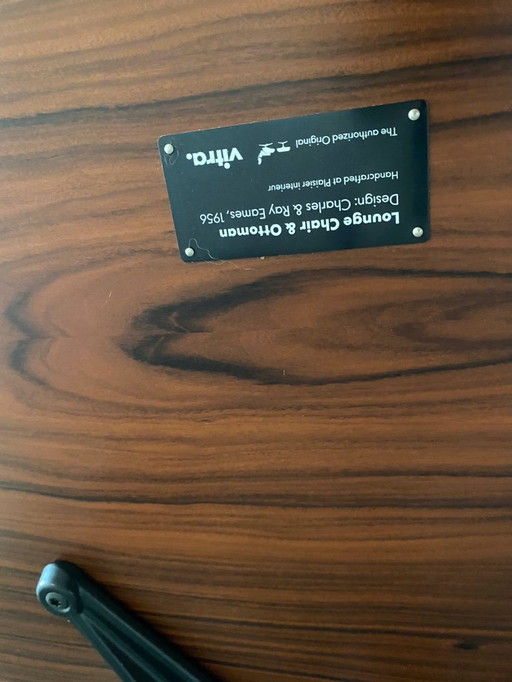 Lounge Chair & Ottoman
Design: Charles & Ray Eames, 1956
Handcrafted at Plaisier interieur
The authorized Original
vitra.